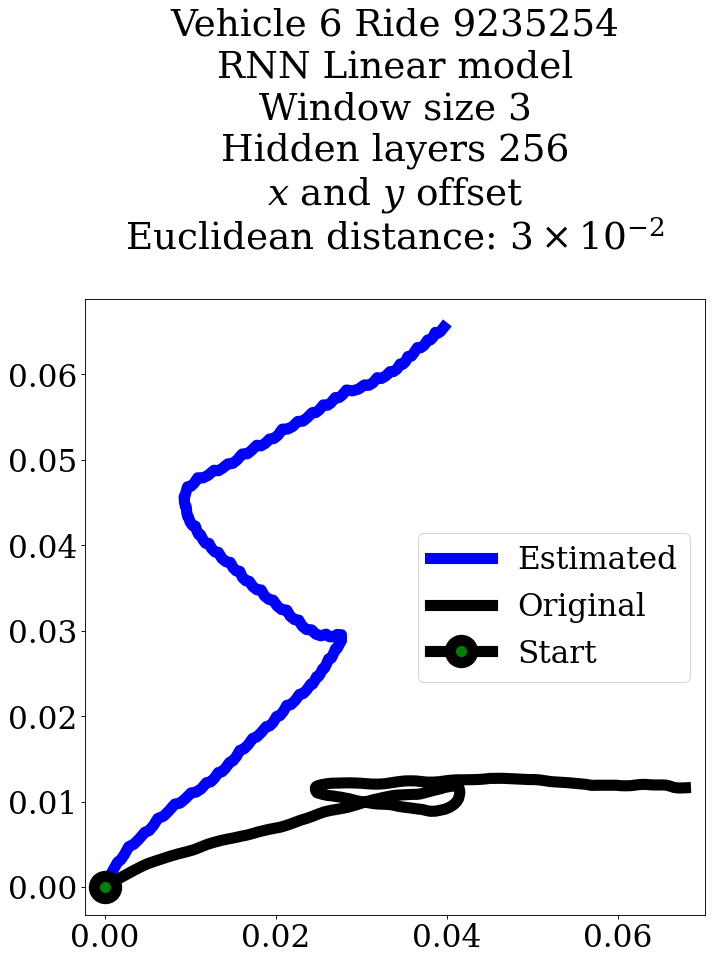 Vehicle 6 Ride 9235254
RNN Linear model
Window size 3
Hidden layers 256
x and y offset
Euclidean distance: 3 × 10⁻²
0.06
0.05
0.04
0.03
0.02
0.01
0.00
Estimated
Original
Start
0.00 0.02 0.04 0.06